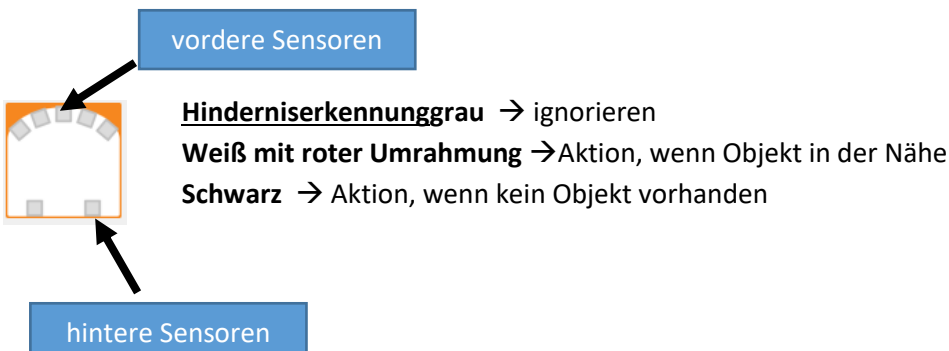 vordere Sensoren
Hinderniserkennunggrau → ignorieren
Weiß mit roter Umrahmung →Aktion, wenn Objekt in der Nähe
Schwarz → Aktion, wenn kein Objekt vorhanden
hintere Sensoren